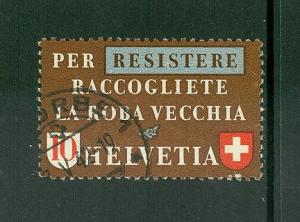 PER RESISTERE
RACCOGLIETE
LA ROBA VECCHIA
10 HELVETIA